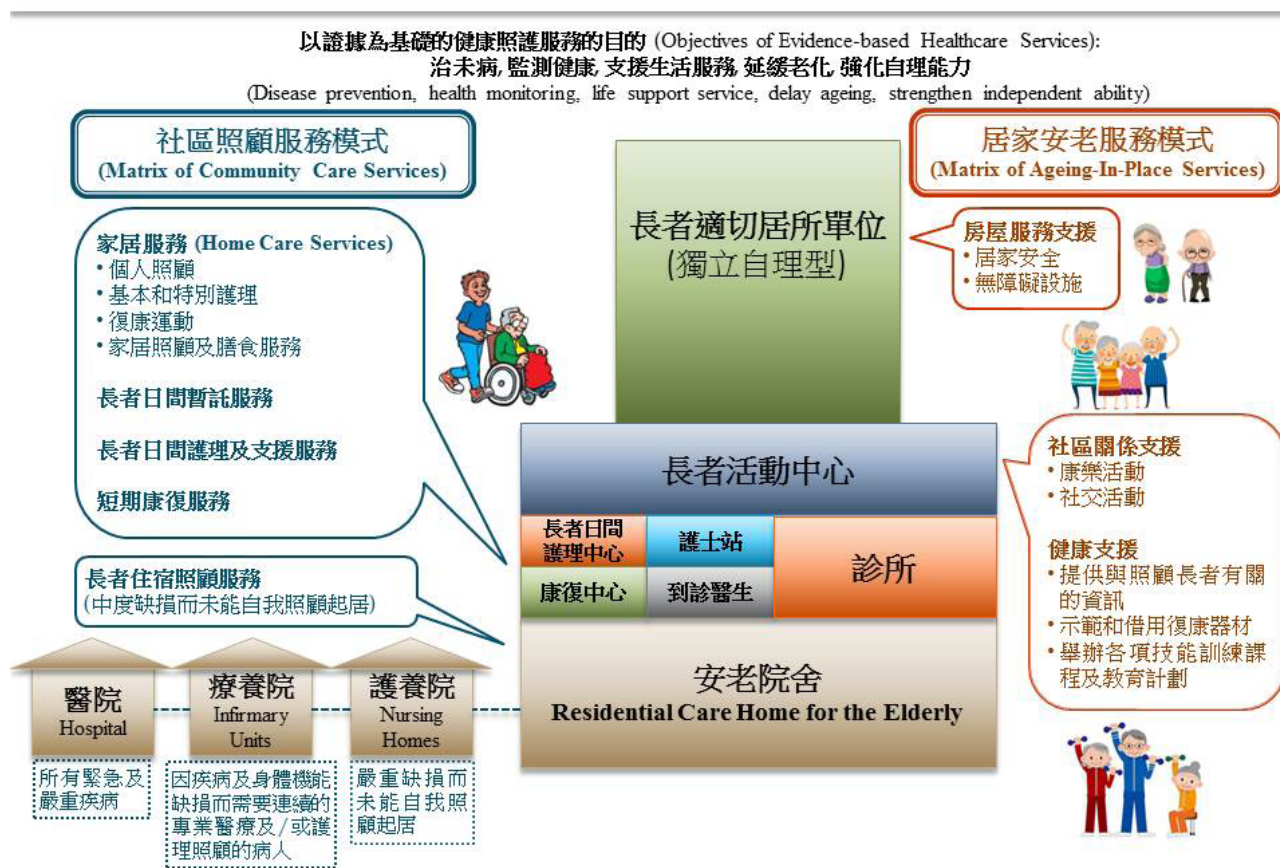 以證據為基礎的健康照護服務的目的 (Objectives of Evidence-based Healthcare Services):
治未病, 監測健康, 支援生活服務, 延緩老化, 強化自理能力
(Disease prevention, health monitoring, life support service, delay ageing, strengthen independent ability)
社區照顧服務模式
(Matrix of Community Care Services)
居家安老服務模式
(Matrix of Ageing-In-Place Services)
家居服務 (Home Care Services)
• 個人照顧
• 基本和特別護理
• 復康運動
• 家居照顧及膳食服務
長者日間暫託服務
長者日間護理及支援服務
短期康復服務
長者住宿照顧服務
(中度缺損而未能自我照顧起居)
長者適切居所單位
(獨立自理型)
房屋服務支援
• 居家安全
• 無障礙設施
長者活動中心
長者日間
護理中心
護士站
診所
康復中心
到診醫生
安老院舍
Residential Care Home for the Elderly
社區關係支援
• 康樂活動
• 社交活動
健康支援
• 提供與照顧長者有關
的資訊
• 示範和借用復康器材
• 舉辦各項技能訓練課
程及教育計劃
醫院
Hospital
療養院
Infirmary
Units
護養院
Nursing
Homes
所有緊急及
嚴重疾病
因疾病及身體機能
缺損而需要連續的
專業醫療及/或護
理照顧的病人
嚴重缺損而
未能自我照
顧起居